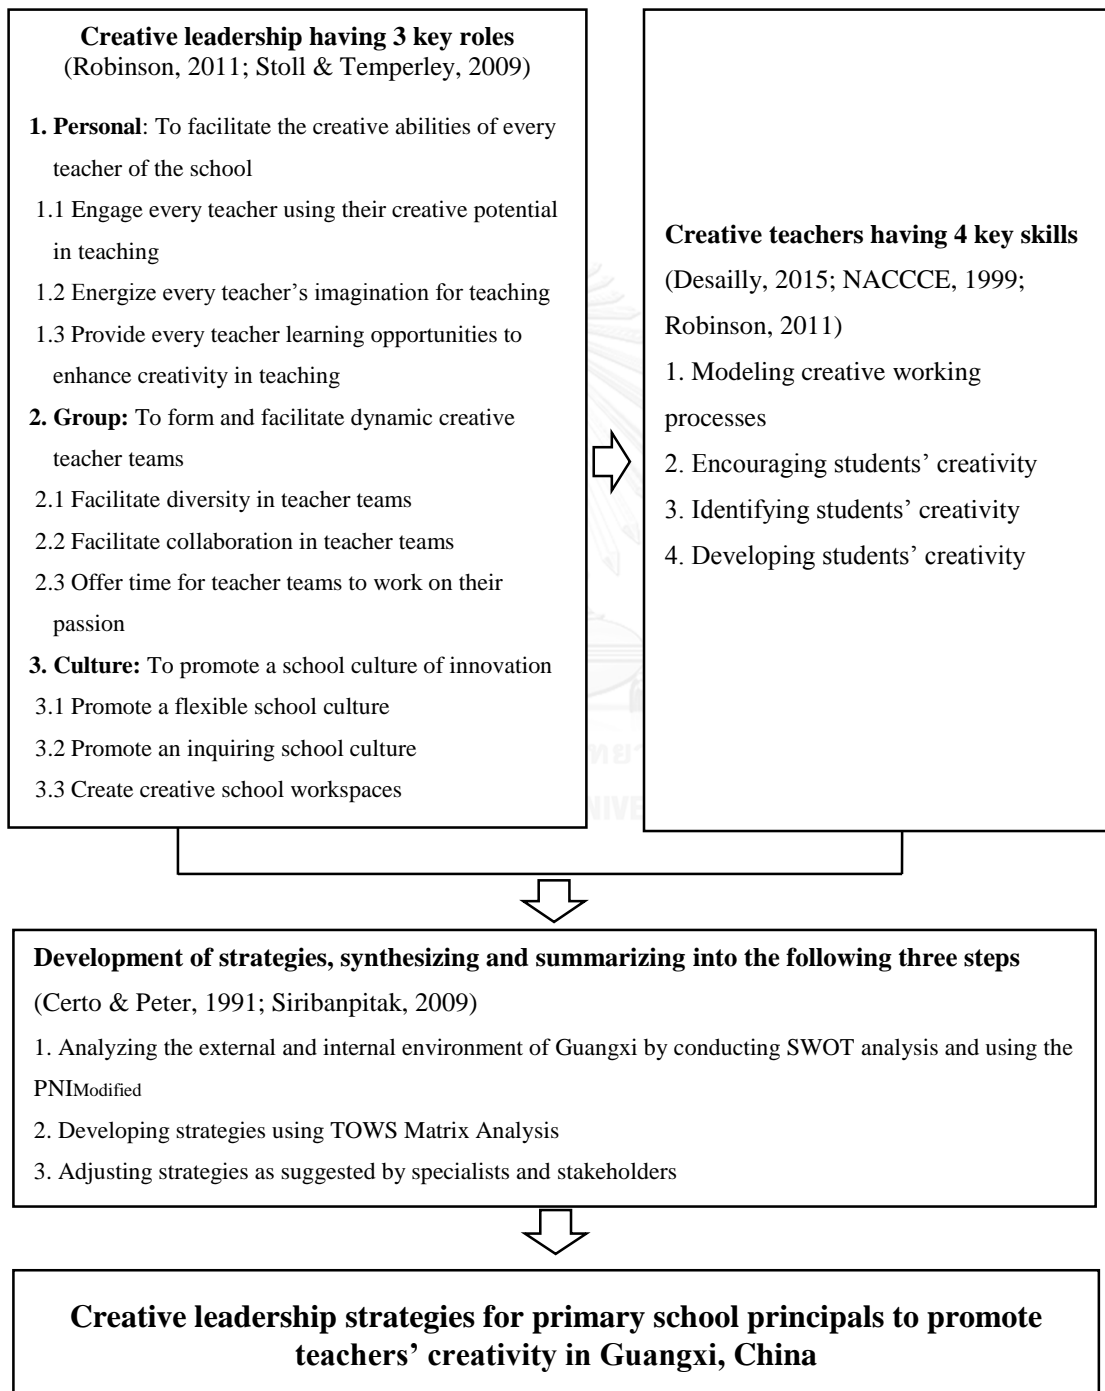 Creative leadership having 3 key roles
(Robinson, 2011; Stoll & Temperley, 2009)
1. Personal: To facilitate the creative abilities of every
teacher of the school
1.1 Engage every teacher using their creative potential
in teaching
1.2 Energize every teacher’s imagination for teaching
1.3 Provide every teacher learning opportunities to
enhance creativity in teaching
2. Group: To form and facilitate dynamic creative
teacher teams
2.1 Facilitate diversity in teacher teams
2.2 Facilitate collaboration in teacher teams
2.3 Offer time for teacher teams to work on their
passion
3. Culture: To promote a school culture of innovation
3.1 Promote a flexible school culture
3.2 Promote an inquiring school culture
3.3 Create creative school workspaces
Creative teachers having 4 key skills
(Desailly, 2015; NACCCE, 1999;
Robinson, 2011)
1. Modeling creative working
processes
2. Encouraging students’ creativity
3. Identifying students’ creativity
4. Developing students’ creativity
Development of strategies, synthesizing and summarizing into the following three steps
(Certo & Peter, 1991; Siribanpitak, 2009)
1. Analyzing the external and internal environment of Guangxi by conducting SWOT analysis and using the
PNIModified
2. Developing strategies using TOWS Matrix Analysis
3. Adjusting strategies as suggested by specialists and stakeholders
Creative leadership strategies for primary school principals to promote
teachers’ creativity in Guangxi, China